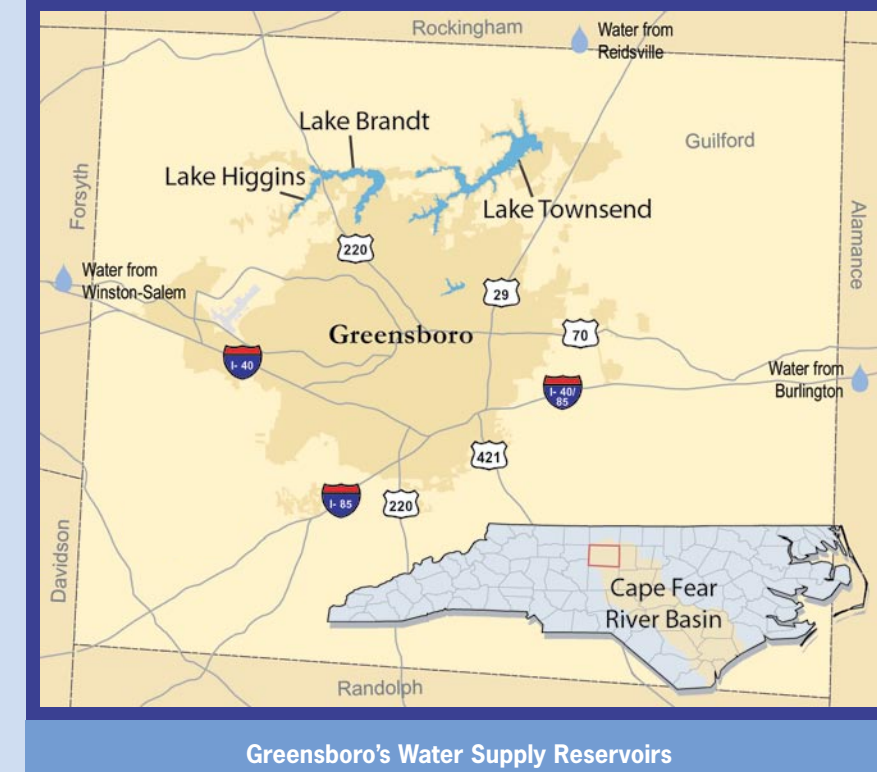 Rockingham
Water from
Reidsville
Lake Brandt
Guilford
Lake Higgins
Forsyth
Lake Townsend
Alamance
220
Water from
Winston-Salem
29
Greensboro
70
I- 40
Water from
Burlington
I- 40/
85
421
I- 85
220
Davidson
Cape Fear
River Basin
Randolph
Greensboro's Water Supply Reservoirs